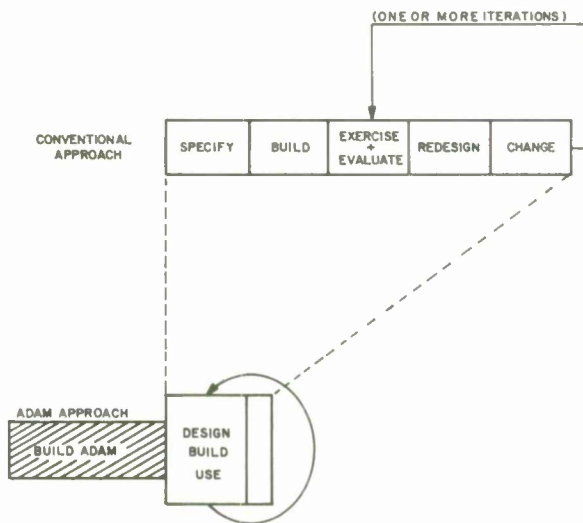 (ONE OR MORE ITERATIONS)
CONVENTIONAL
APPROACH
SPECIFY
BUILD
EXERCISE
+
EVALUATE
REDESIGN
CHANGE
ADAM APPROACH
BUILD ADAM
DESIGN
BUILD
USE